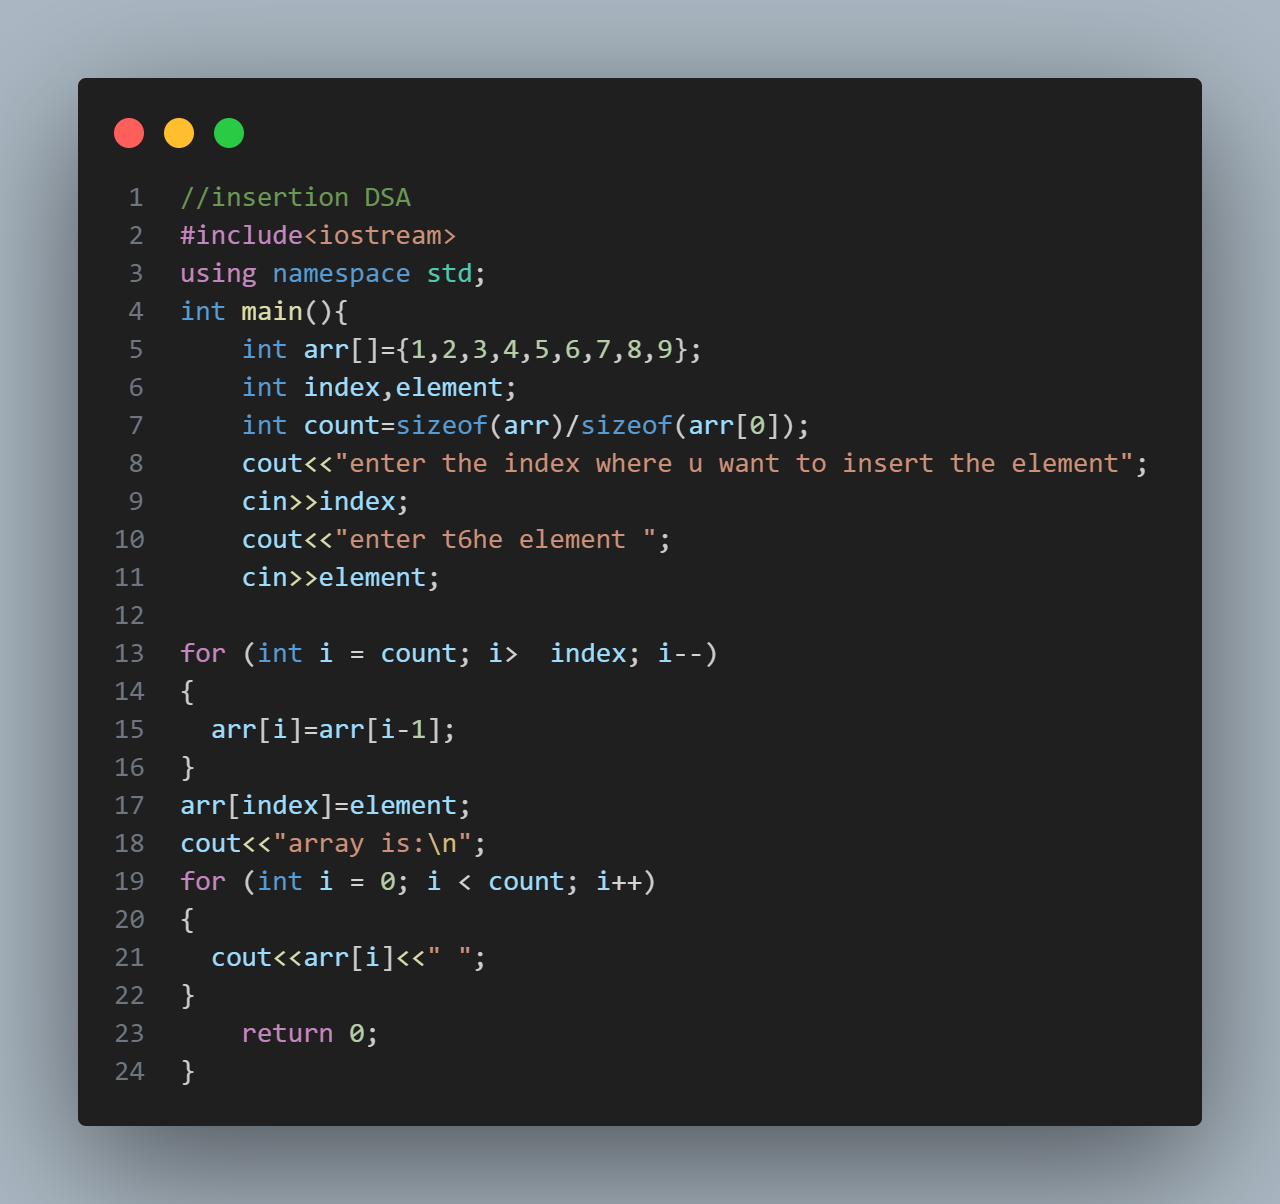 1 //insertion DSA
2 #include<iostream>
3 using namespace std;
4 int main(){
5     int arr[]={1,2,3,4,5,6,7,8,9};
6     int index,element;
7     int count=sizeof(arr)/sizeof(arr[0]);
8     cout<<"enter the index where u want to insert the element";
9     cin>>index;
10     cout<<"enter t6he element ";
11     cin>>element;
12
13 for (int i = count; i>  index; i--)
14 {
15   arr[i]=arr[i-1];
16 }
17 arr[index]=element;
18 cout<<"array is:\n";
19 for (int i = 0; i < count; i++)
20 {
21   cout<<arr[i]<<" ";
22 }
23     return 0;
24 }